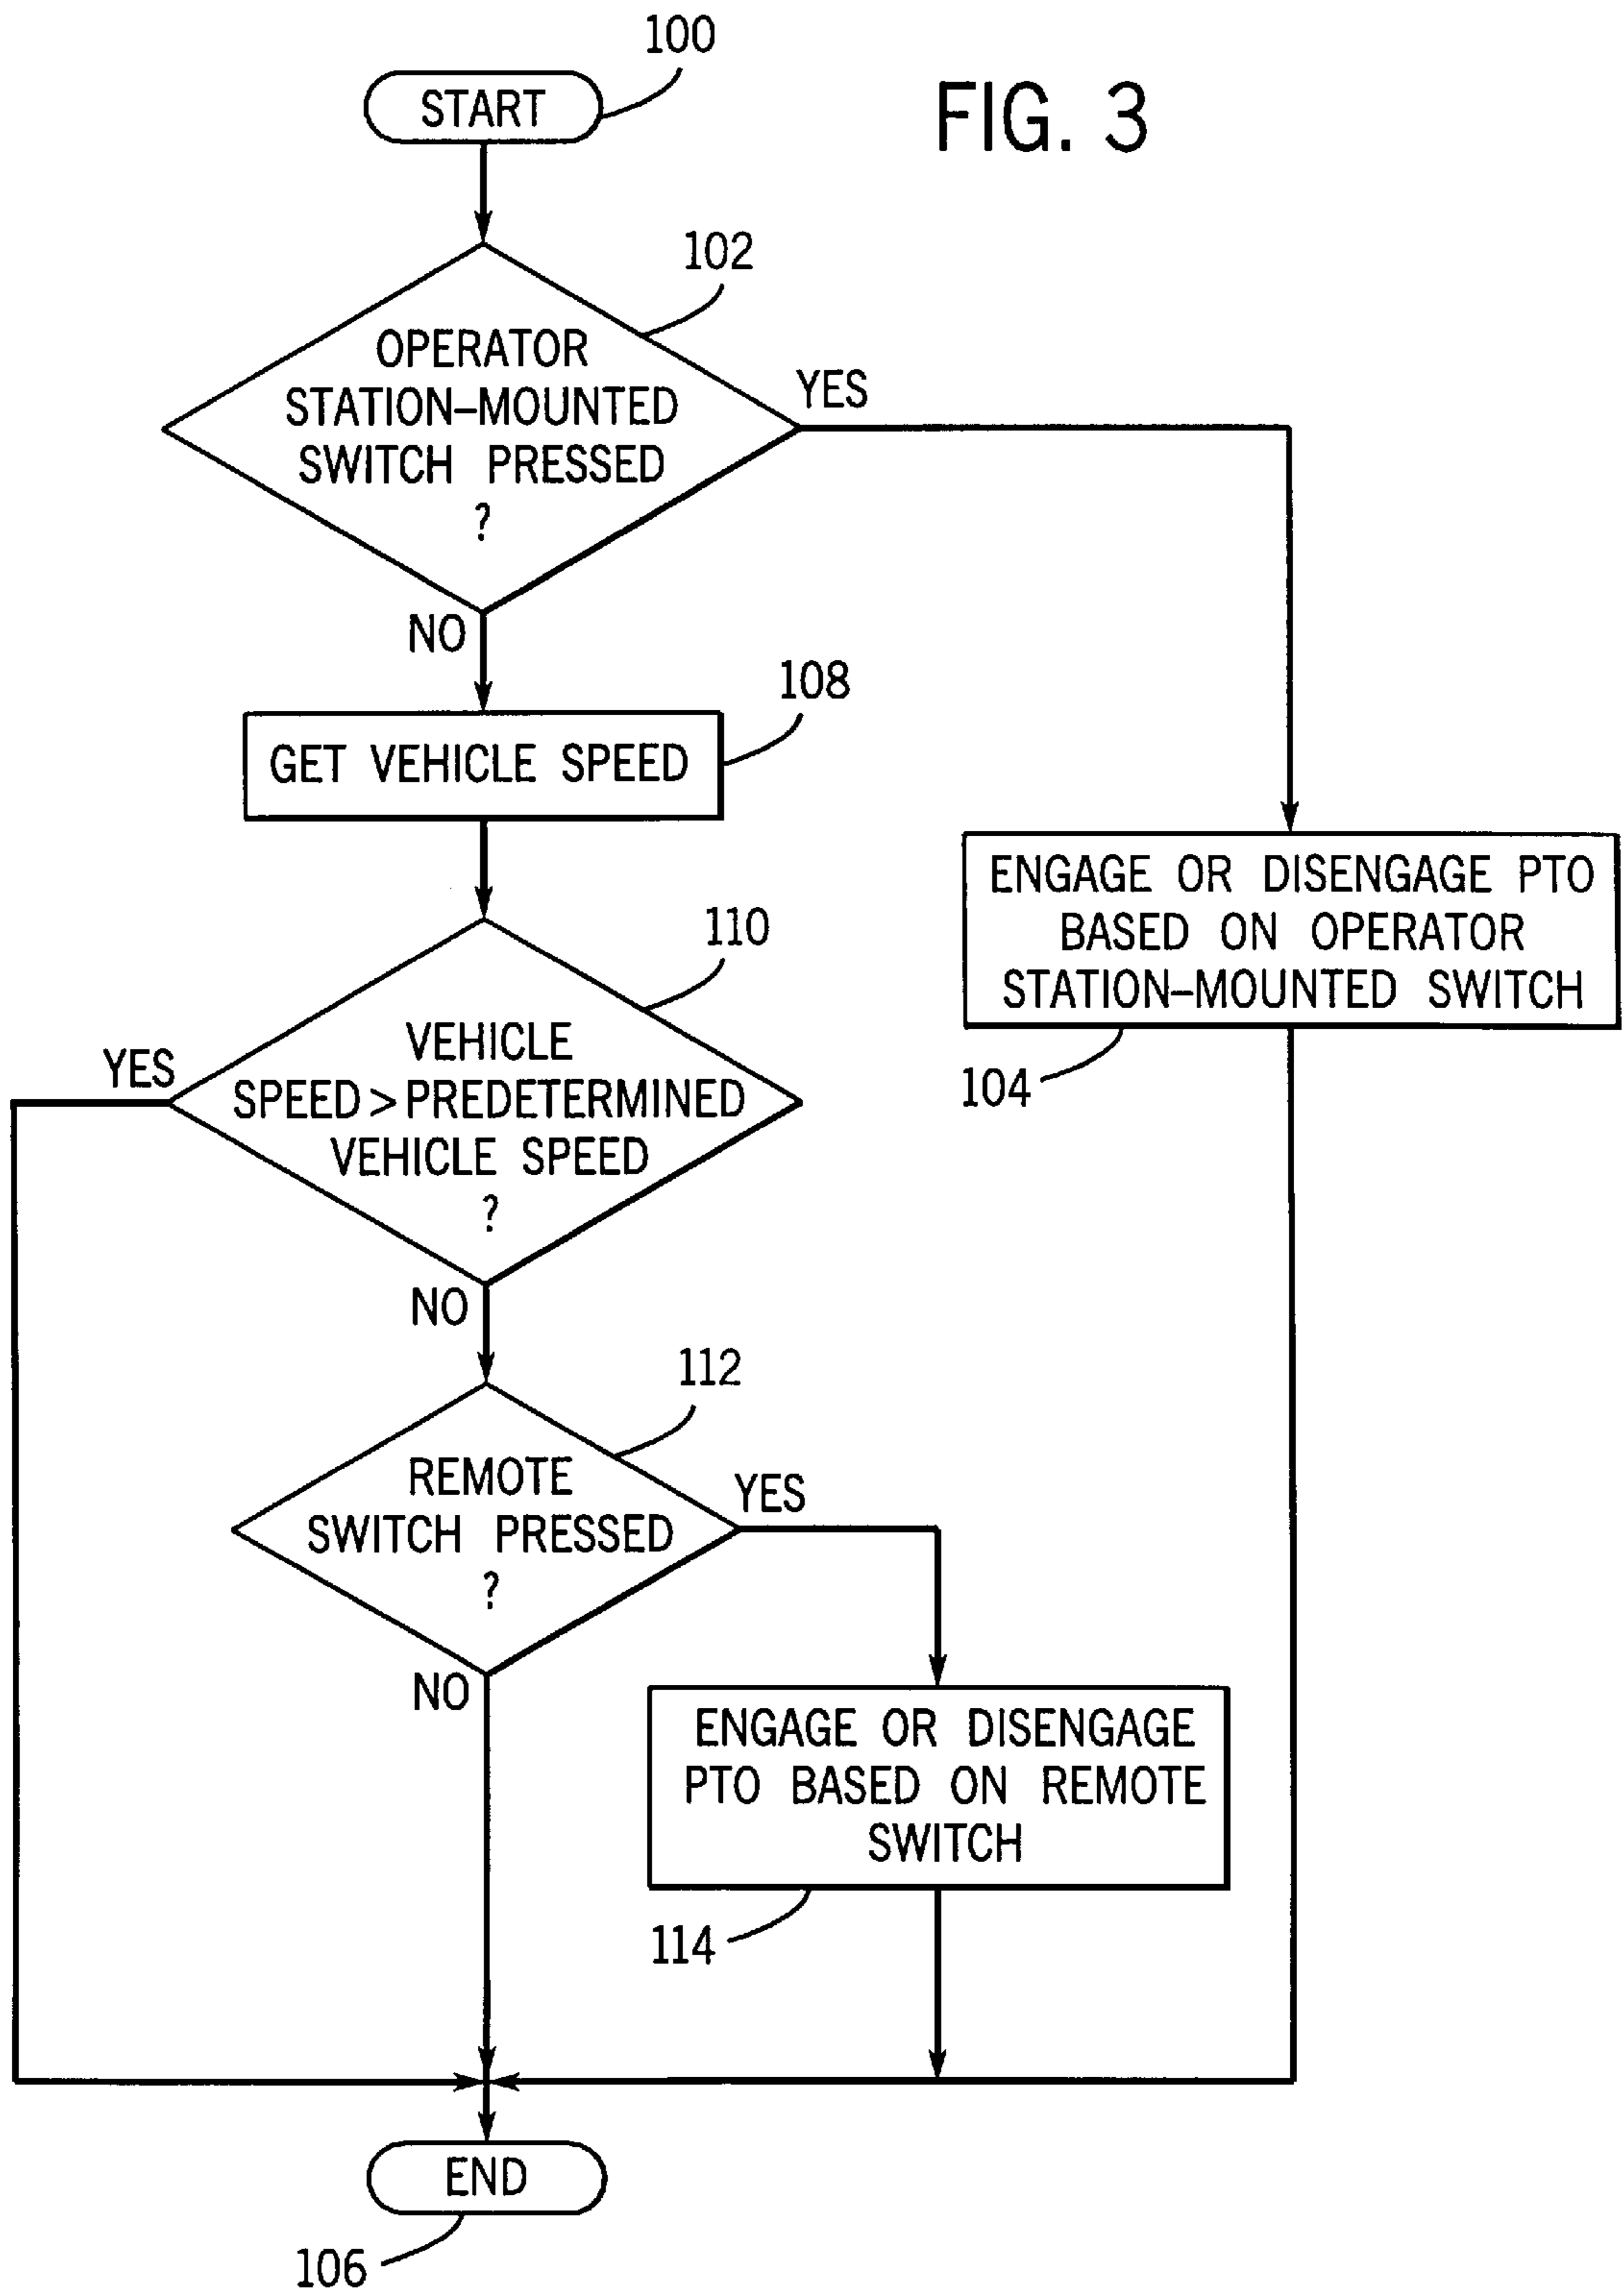 100
START
FIG. 3
102
OPERATOR
STATION–MOUNTED
SWITCH PRESSED
?
YES
NO
108
GET VEHICLE SPEED
ENGAGE OR DISENGAGE PTO
BASED ON OPERATOR
STATION–MOUNTED SWITCH
104
110
VEHICLE
SPEED > PREDETERMINED
VEHICLE SPEED
?
YES
NO
112
REMOTE
SWITCH PRESSED
?
YES
NO
ENGAGE OR DISENGAGE
PTO BASED ON REMOTE
SWITCH
114
END
106